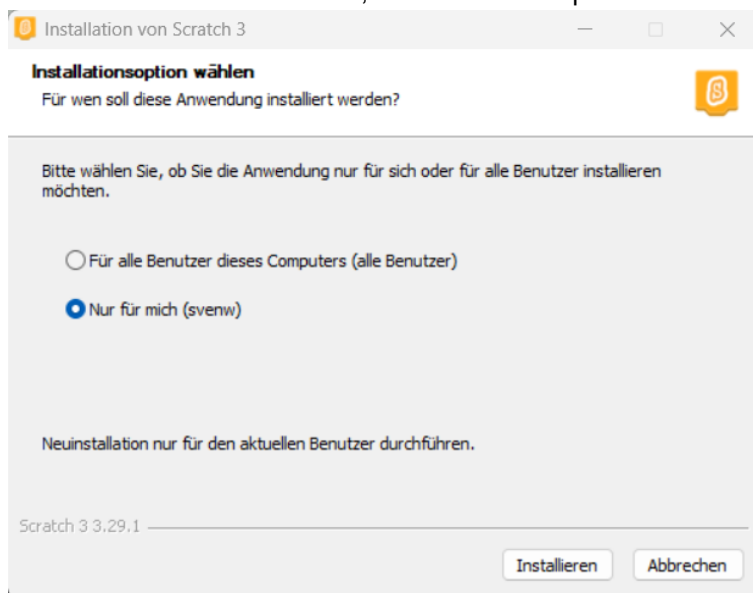 Installation von Scratch 3
Installationsoption wählen
Für wen soll diese Anwendung installiert werden?
Bitte wählen Sie, ob Sie die Anwendung nur für sich oder für alle Benutzer installieren
möchten.
Für alle Benutzer dieses Computers (alle Benutzer)
Nur für mich (svenw)
Neuinstallation nur für den aktuellen Benutzer durchführen.
Scratch 3 3.29.1
Installieren Abbrechen